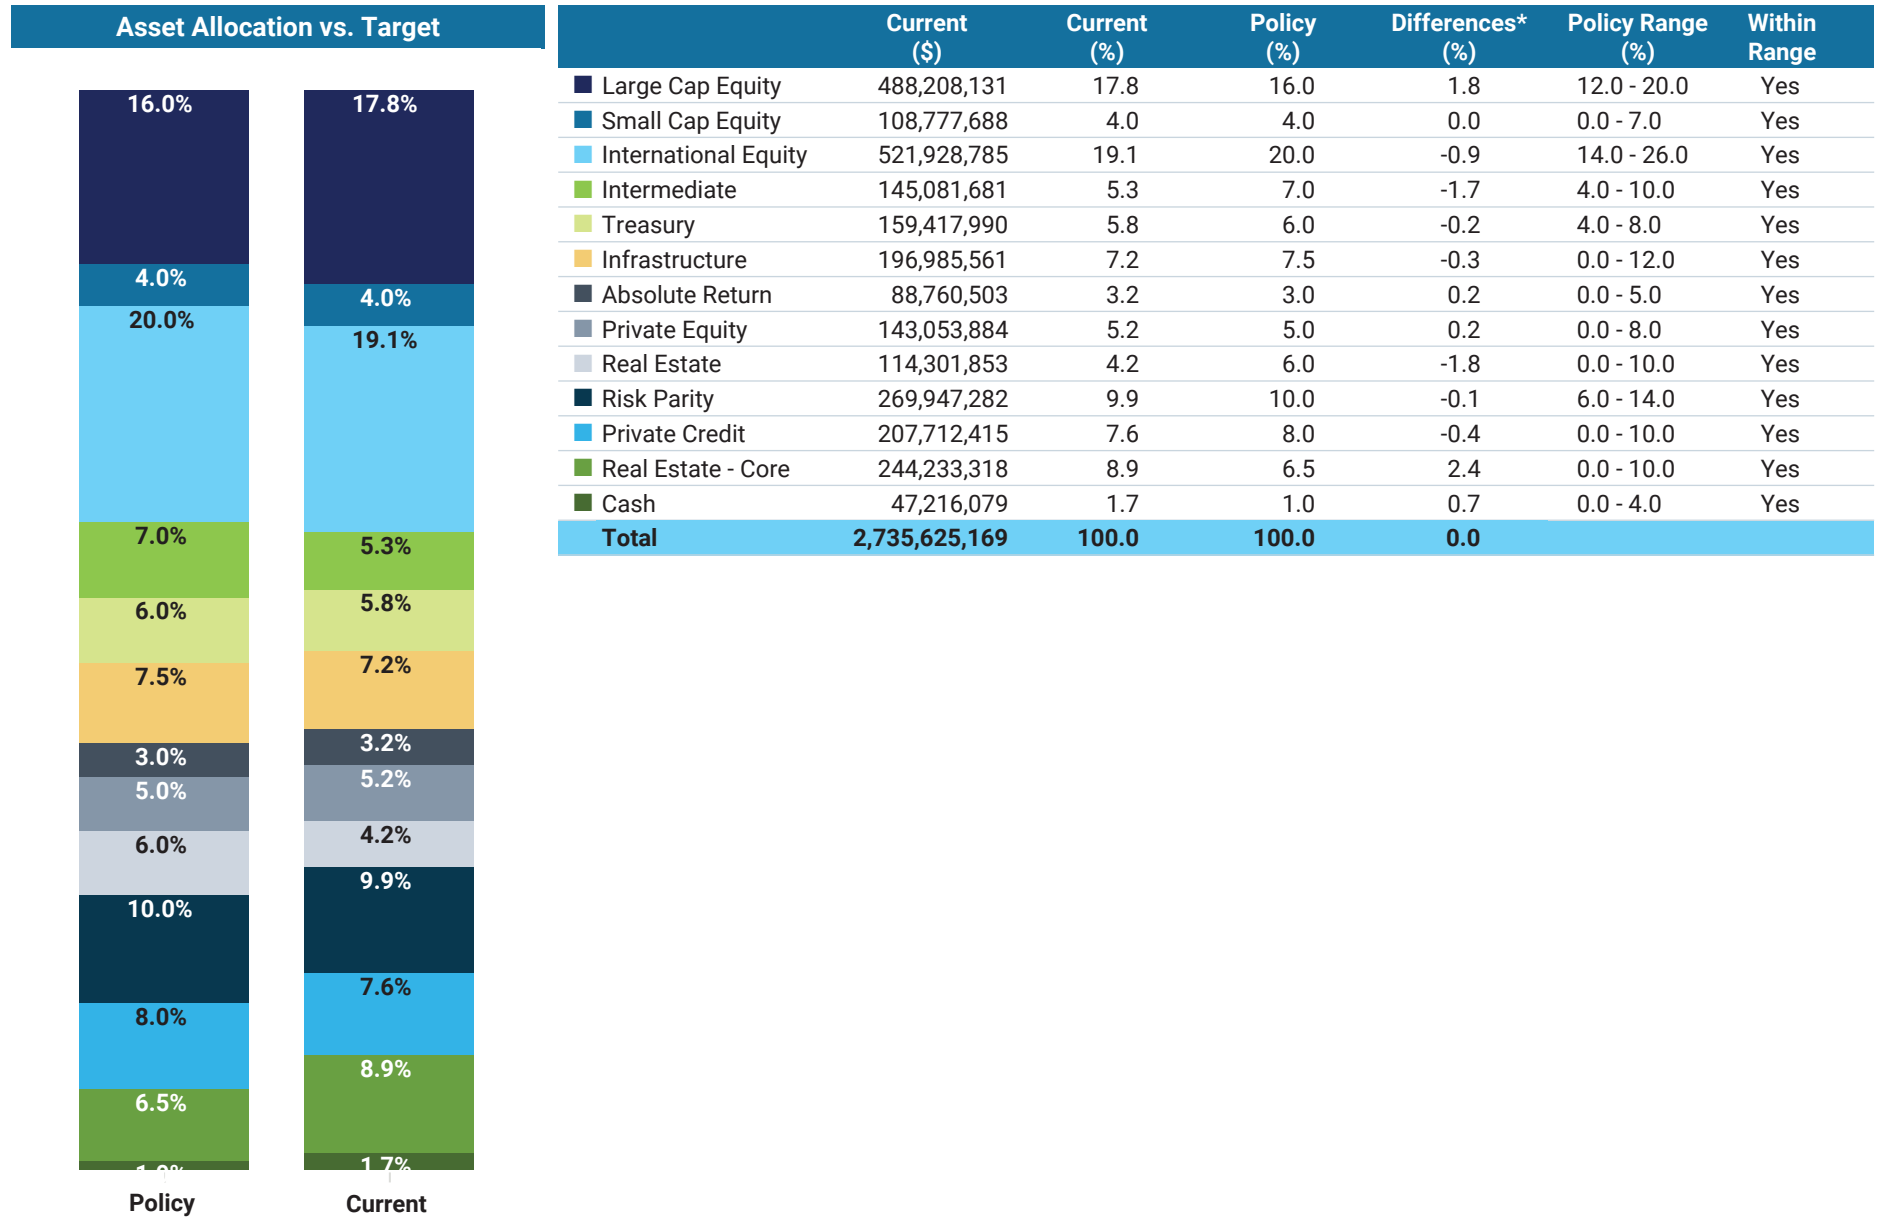 Asset Allocation vs. Target
16.0%
4.0%
20.0%
7.0%
6.0%
7.5%
3.0%
5.0%
6.0%
10.0%
8.0%
6.5%
Policy
17.8%
4.0%
19.1%
5.3%
5.8%
7.2%
3.2%
5.2%
4.2%
9.9%
7.6%
8.9%
1.7%
Current
Current ($) Current (%) Policy (%) Differences* (%) Policy Range (%) Within Range
Large Cap Equity 488,208,131 17.8 16.0 1.8 12.0 - 20.0 Yes
Small Cap Equity 108,777,688 4.0 4.0 0.0 0.0 - 7.0 Yes
International Equity 521,928,785 19.1 20.0 -0.9 14.0 - 26.0 Yes
Intermediate 145,081,681 5.3 7.0 -1.7 4.0 - 10.0 Yes
Treasury 159,417,990 5.8 6.0 -0.2 4.0 - 8.0 Yes
Infrastructure 196,985,561 7.2 7.5 -0.3 0.0 - 12.0 Yes
Absolute Return 88,760,503 3.2 3.0 0.2 0.0 - 5.0 Yes
Private Equity 143,053,884 5.2 5.0 0.2 0.0 - 8.0 Yes
Real Estate 114,301,853 4.2 6.0 -1.8 0.0 - 10.0 Yes
Risk Parity 269,947,282 9.9 10.0 -0.1 6.0 - 14.0 Yes
Private Credit 207,712,415 7.6 8.0 -0.4 0.0 - 10.0 Yes
Real Estate - Core 244,233,318 8.9 6.5 2.4 0.0 - 10.0 Yes
Cash 47,216,079 1.7 1.0 0.7 0.0 - 4.0 Yes
Total 2,735,625,169 100.0 100.0 0.0